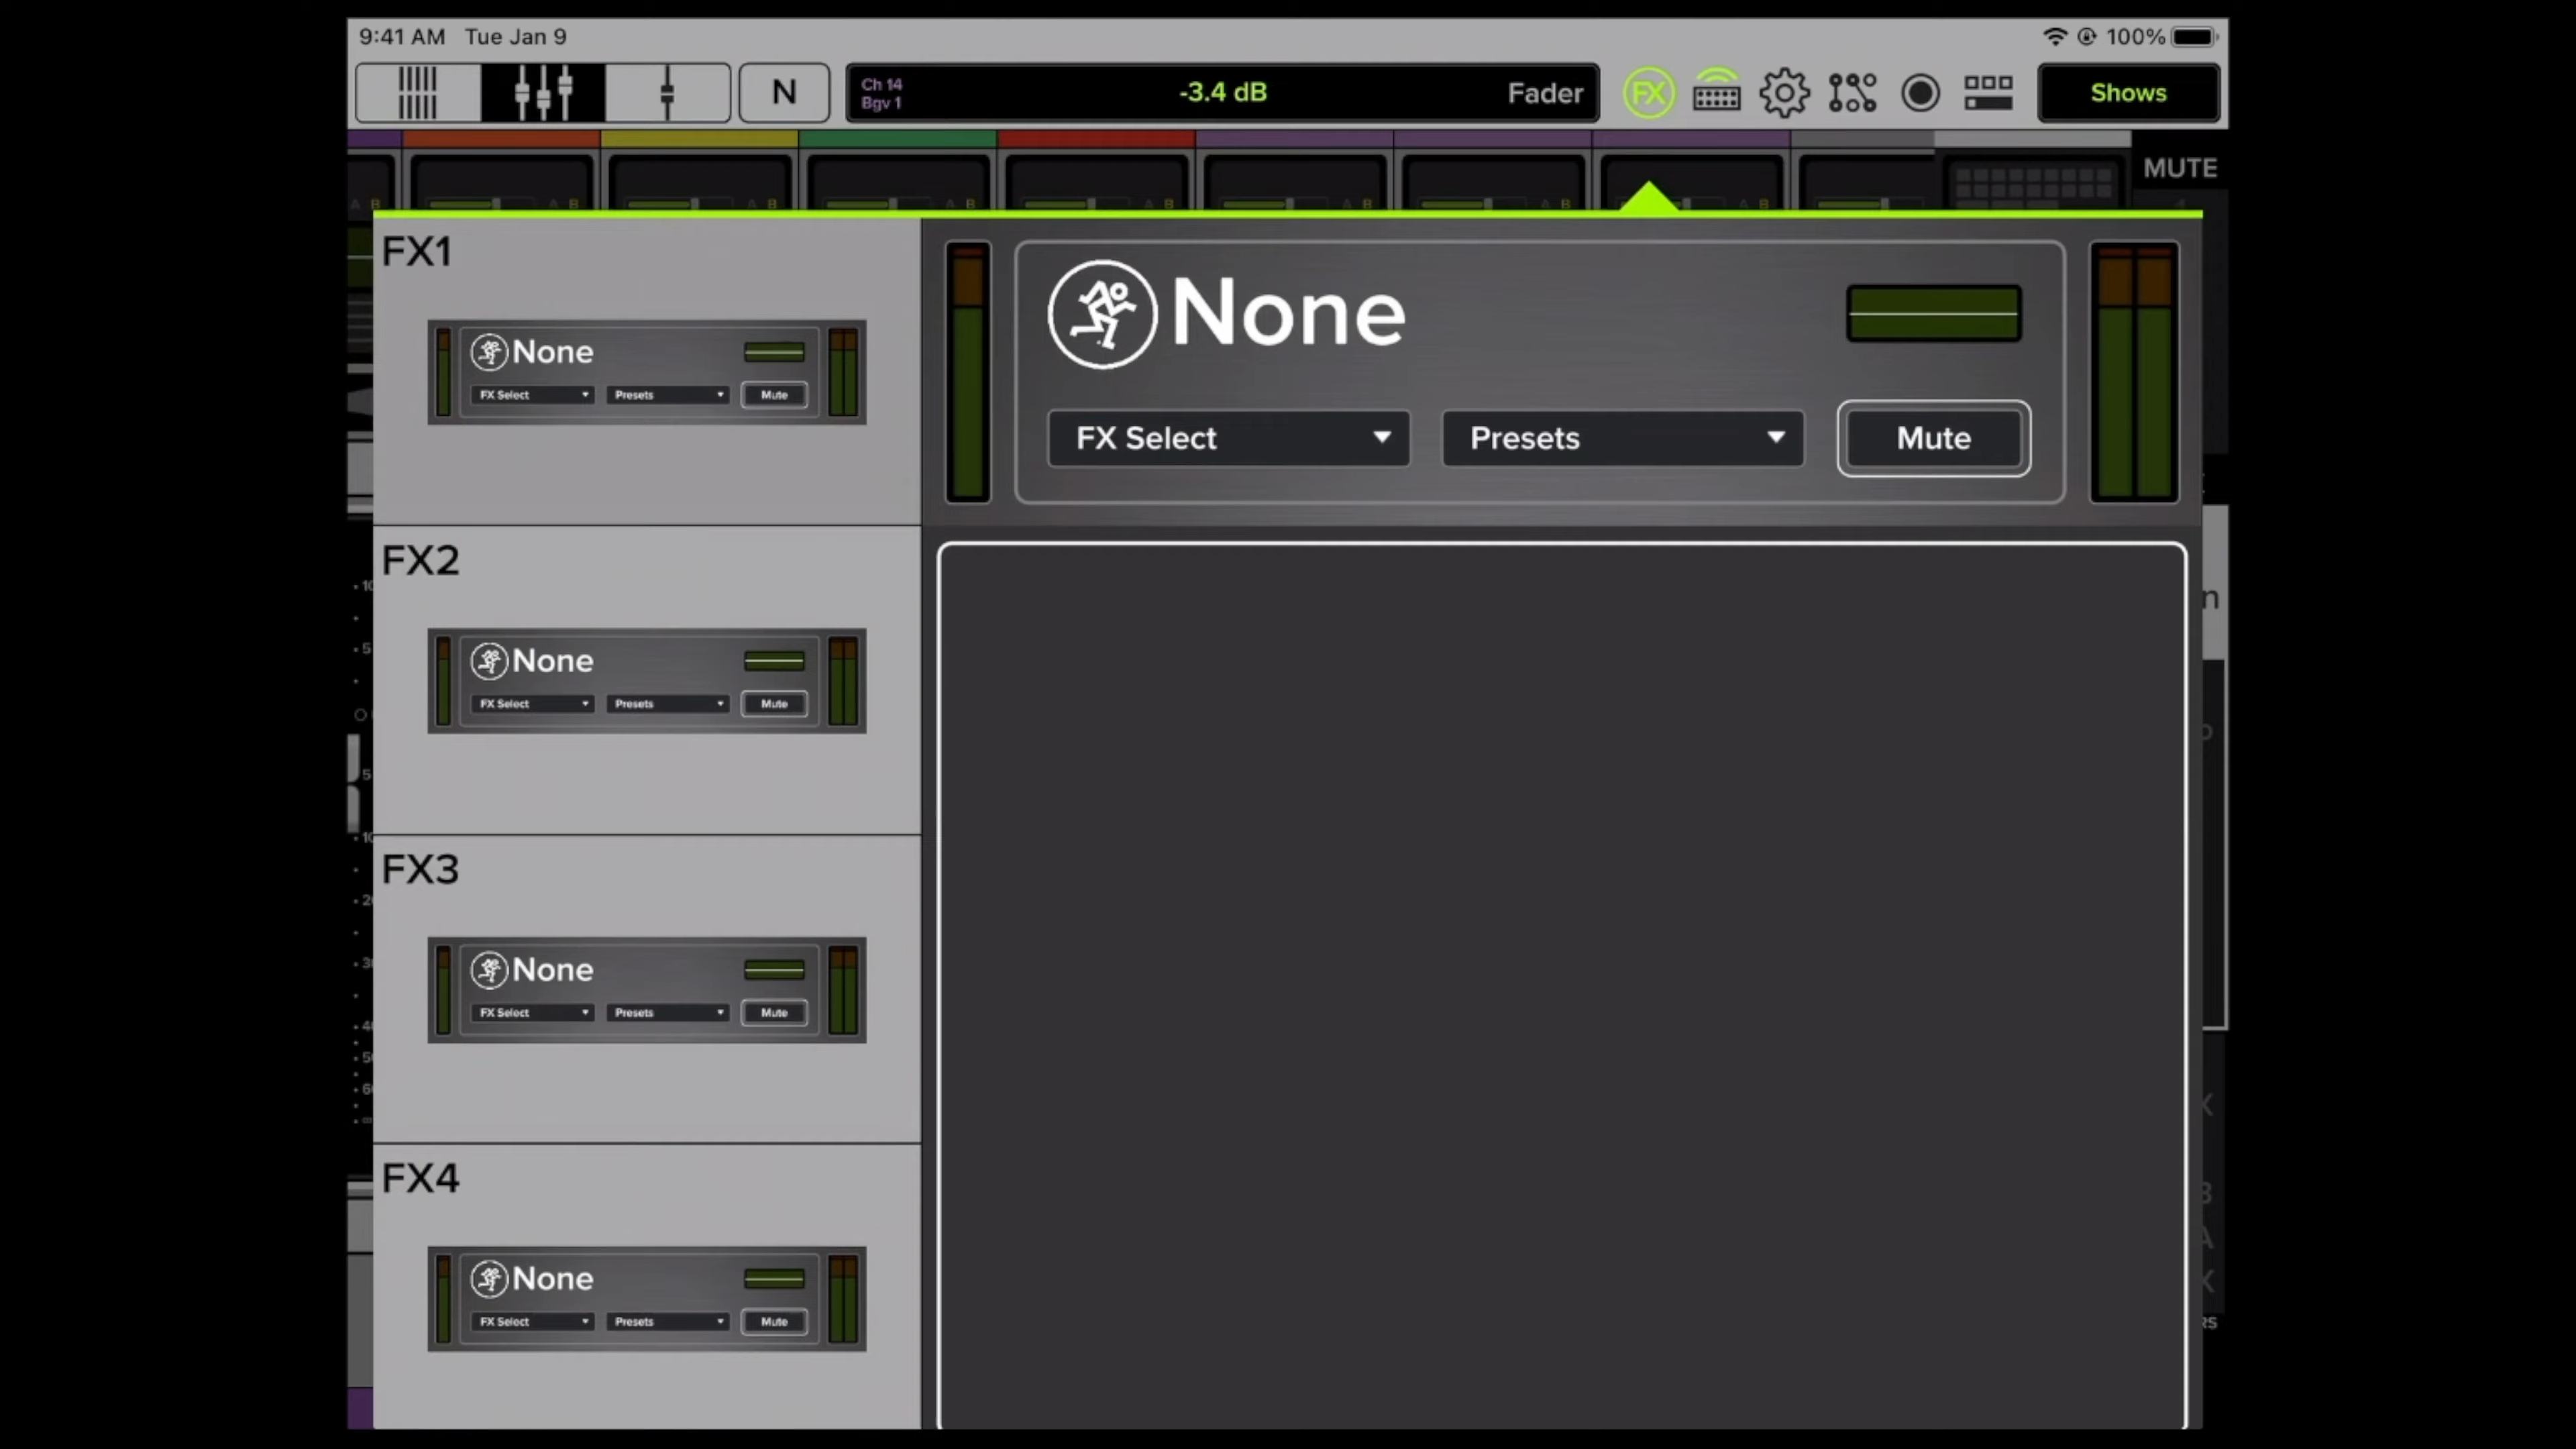 9:41 AM Tue Jan 9
100%
N
Ch 14
Bgv 1
-3.4 dB
Fader
FX
Shows
MUTE
A B
A B
A B
A B
A B
A B
A B
A B
FX1
None
FX Select
Presets
Mute
None
FX Select
Presets
Mute
FX2
None
FX Select
Presets
Mute
FX3
None
FX Select
Presets
Mute
FX4
None
FX Select
Presets
Mute